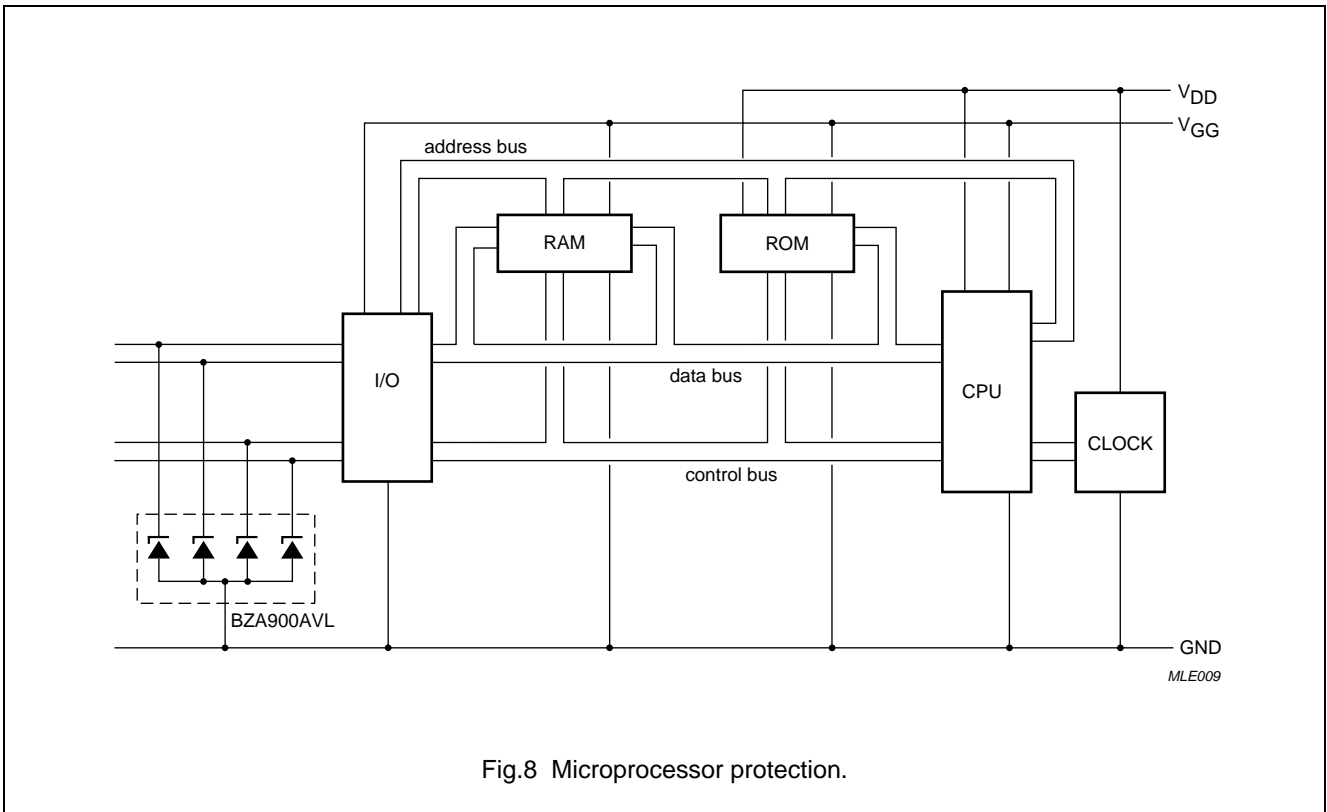 VDD
VGG
address bus
RAM
ROM
I/O
data bus
CPU
CLOCK
control bus
BZA900AVL
GND
MLE009
Fig.8 Microprocessor protection.